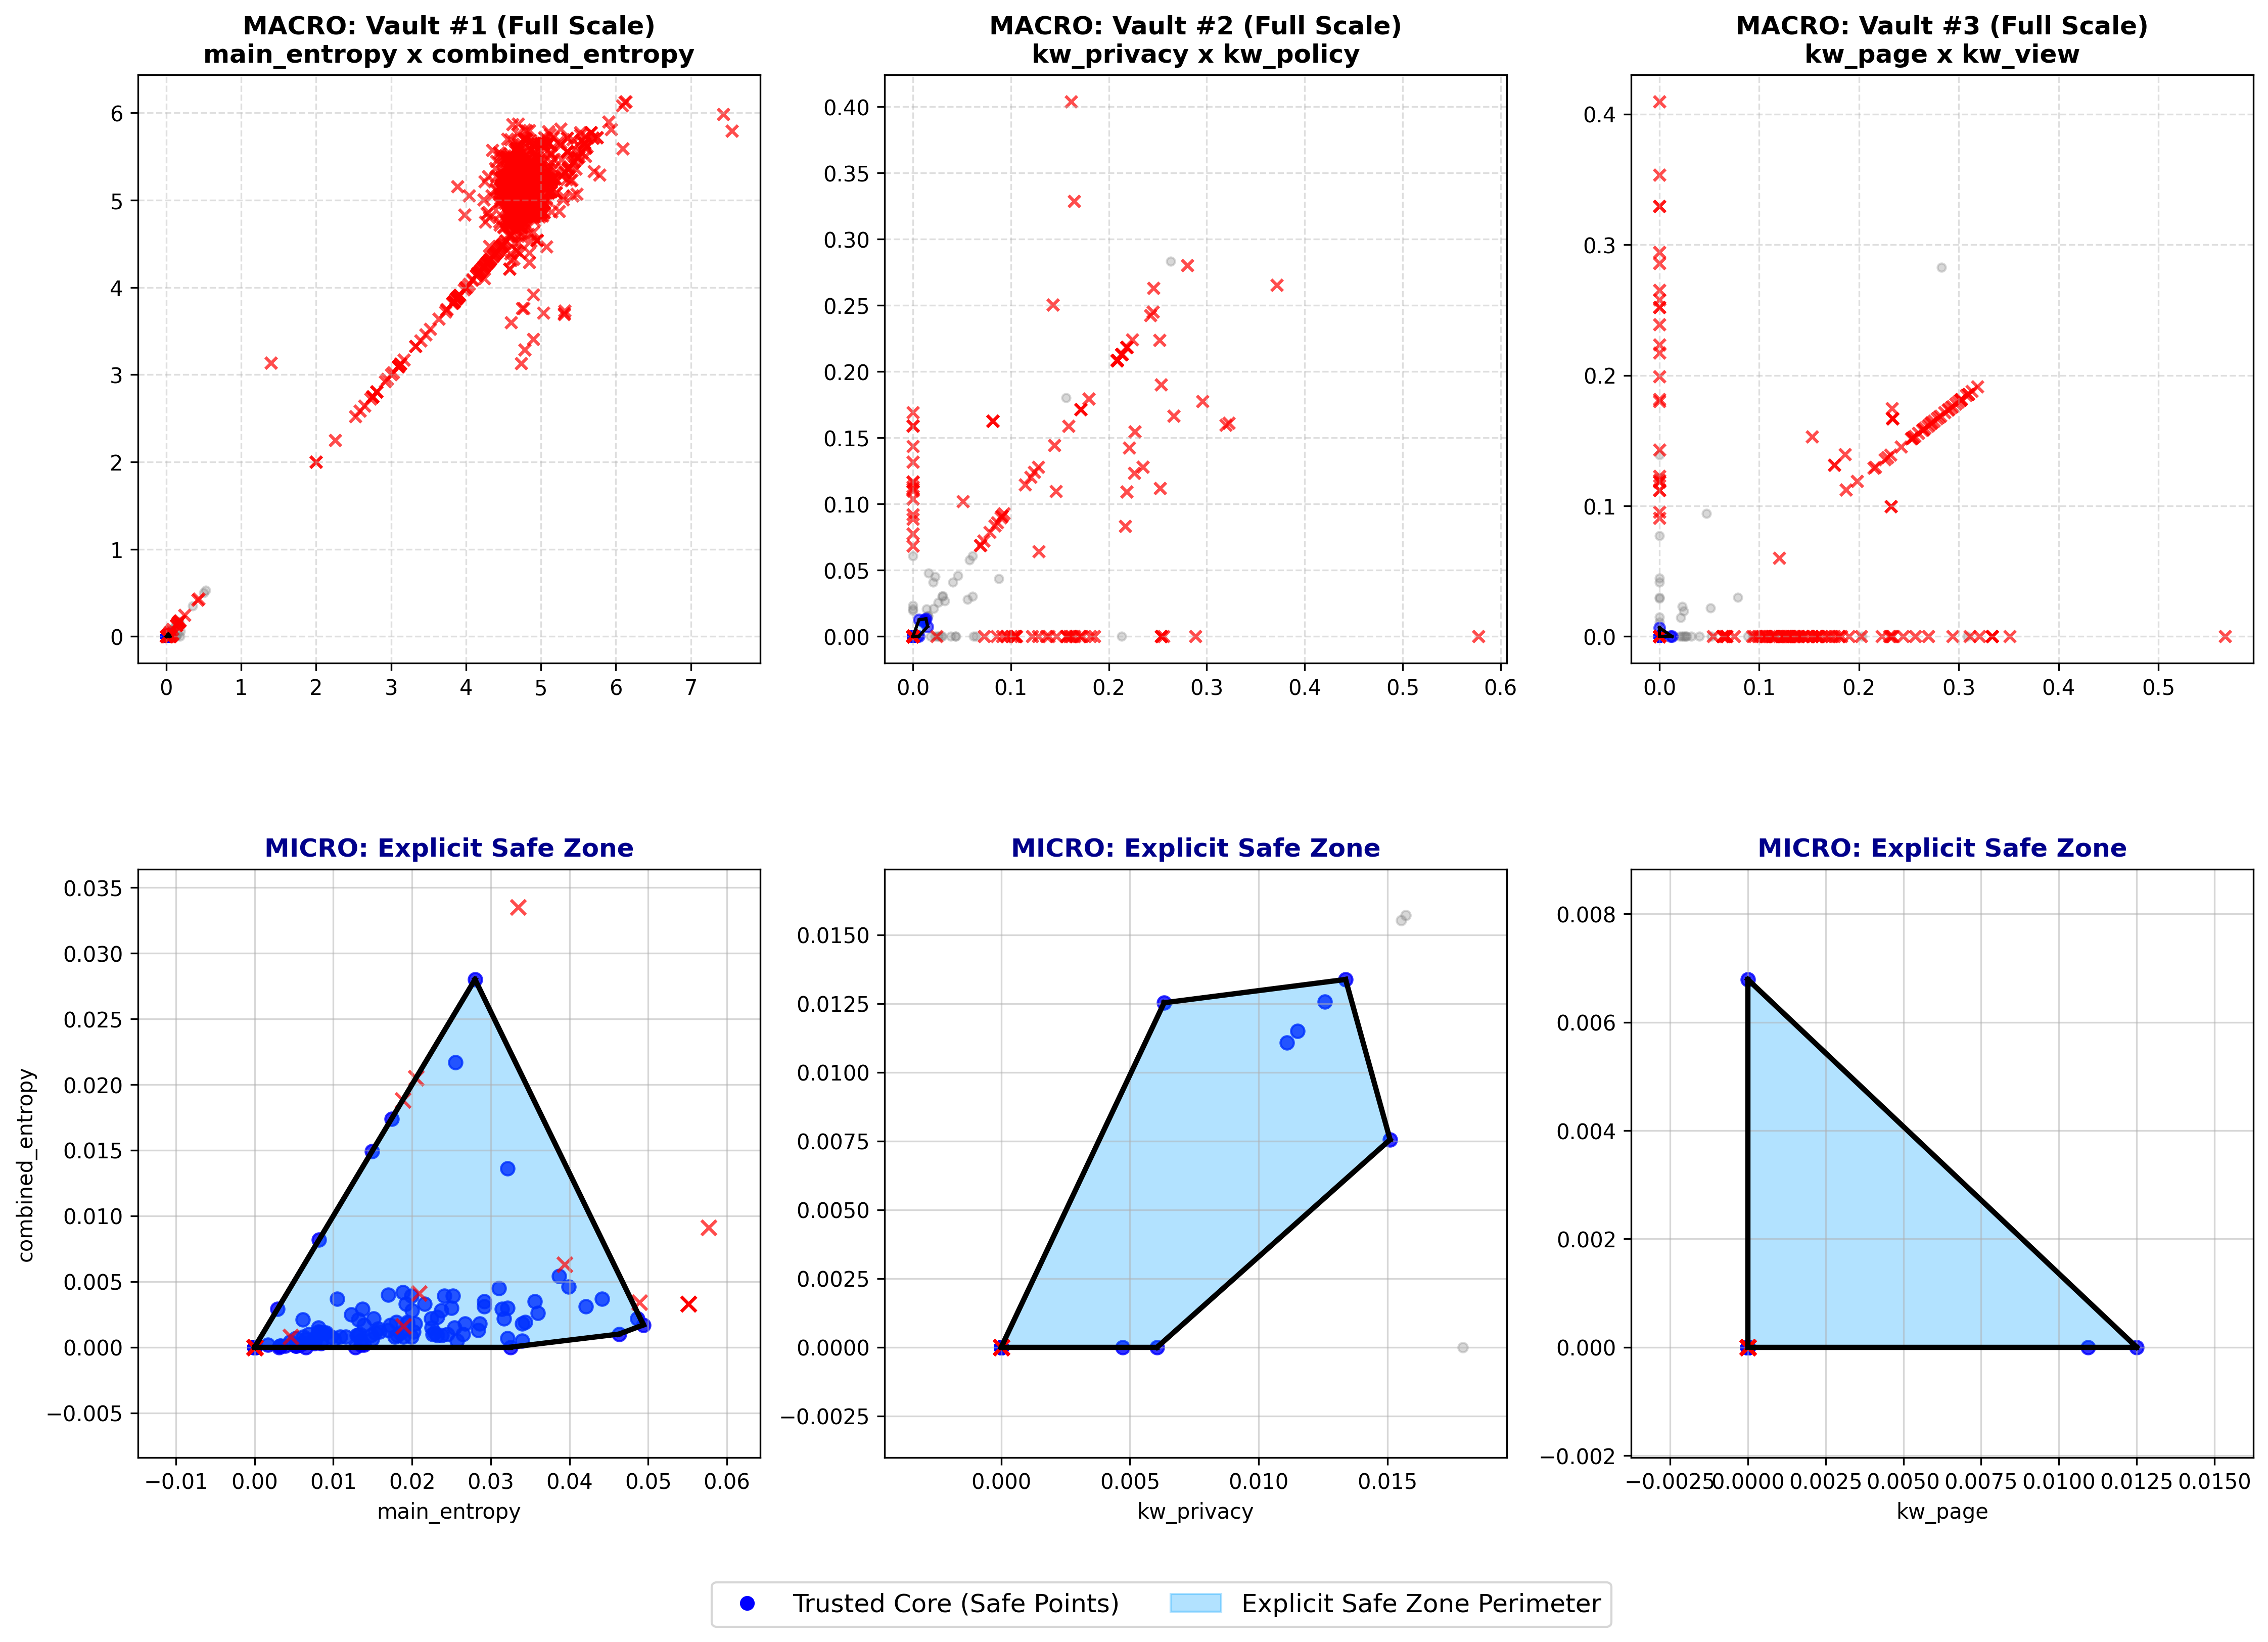 MACRO: Vault #1 (Full Scale)
main_entropy x combined_entropy
6
5
4
3
2
1
0
0 1 2 3 4 5 6 7
MACRO: Vault #2 (Full Scale)
kw_privacy x kw_policy
0.40
0.35
0.30
0.25
0.20
0.15
0.10
0.05
0.00
0.0 0.1 0.2 0.3 0.4 0.5 0.6
MACRO: Vault #3 (Full Scale)
kw_page x kw_view
0.4
0.3
0.2
0.1
0.0
0.0 0.1 0.2 0.3 0.4 0.5
MICRO: Explicit Safe Zone
combined_entropy
0.035
0.030
0.025
0.020
0.015
0.010
0.005
0.000
−0.005
−0.01 0.00 0.01 0.02 0.03 0.04 0.05 0.06
main_entropy
MICRO: Explicit Safe Zone
0.0150
0.0125
0.0100
0.0075
0.0050
0.0025
0.0000
−0.0025
0.000 0.005 0.010 0.015
kw_privacy
MICRO: Explicit Safe Zone
0.008
0.006
0.004
0.002
0.000
−0.002
−0.0025 0.0000 0.0025 0.0050 0.0075 0.0100 0.0125 0.0150
kw_page
Trusted Core (Safe Points)
Explicit Safe Zone Perimeter